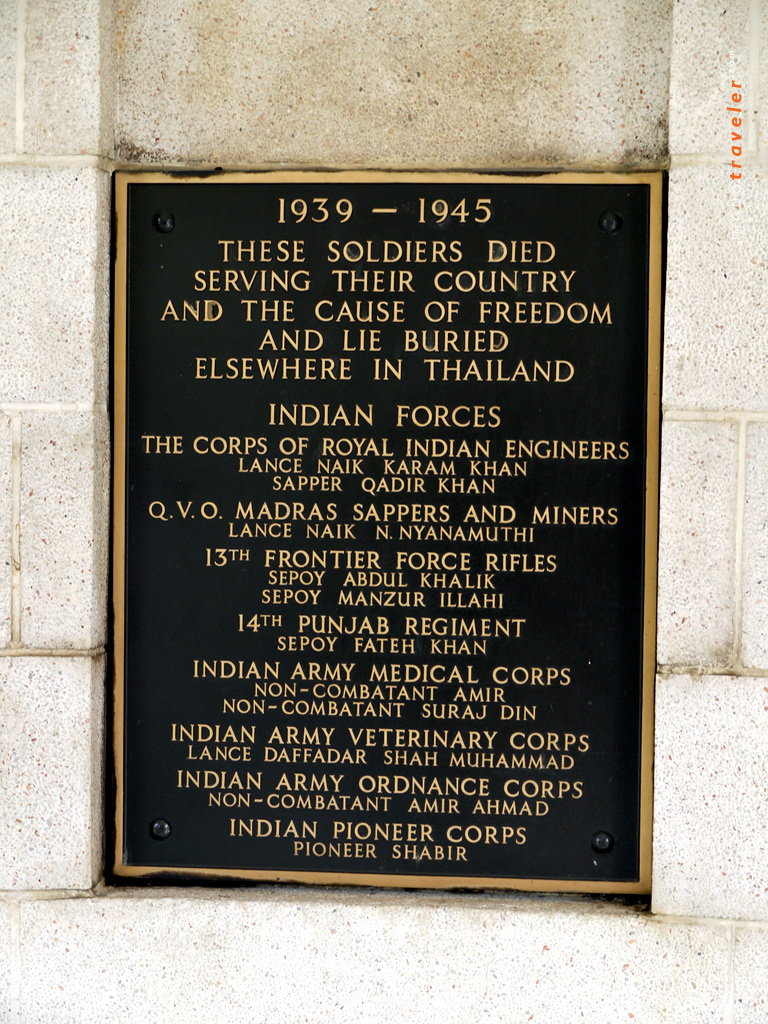 1939 – 1945
THESE SOLDIERS DIED
SERVING THEIR COUNTRY
AND THE CAUSE OF FREEDOM
AND LIE BURIED
ELSEWHERE IN THAILAND
INDIAN FORCES
THE CORPS OF ROYAL INDIAN ENGINEERS
LANCE NAIK KARAM KHAN
SAPPER QADIR KHAN
Q.V.O. MADRAS SAPPERS AND MINERS
LANCE NAIK N. NYANAMUTHI
13TH FRONTIER FORCE RIFLES
SEPOY ABDUL KHALIK
SEPOY MANZUR ILLAHI
14TH PUNJAB REGIMENT
SEPOY FATEH KHAN
INDIAN ARMY MEDICAL CORPS
NON-COMBATANT AMIR
NON-COMBATANT SURAJ DIN
INDIAN ARMY VETERINARY CORPS
LANCE DAFFADAR SHAH MUHAMMAD
INDIAN ARMY ORDNANCE CORPS
NON-COMBATANT AMIR AHMAD
INDIAN PIONEER CORPS
PIONEER SHABIR
traveler